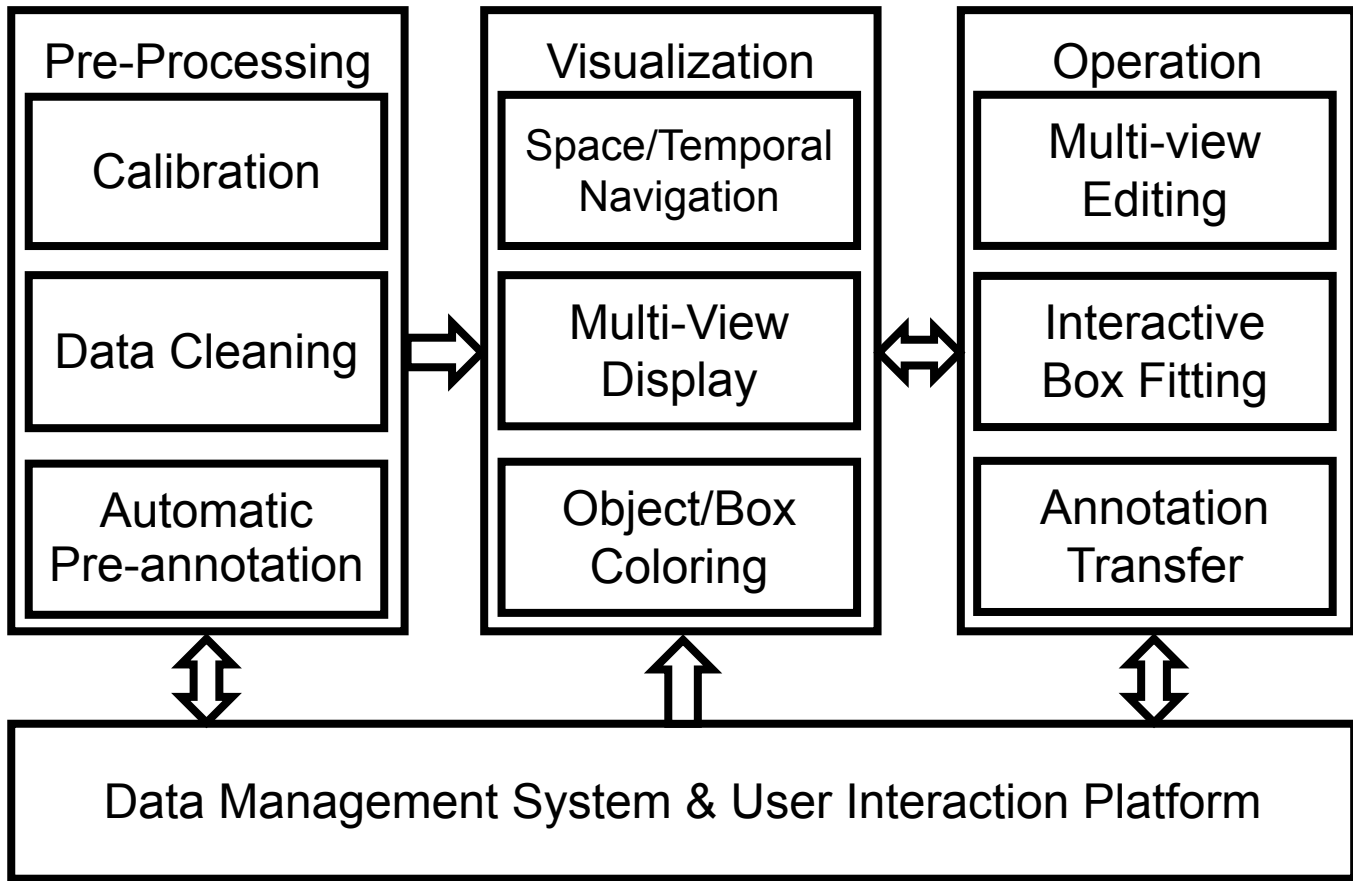 Pre-Processing
Calibration
Data Cleaning
Automatic
Pre-annotation
Visualization
Space/Temporal
Navigation
Multi-View
Display
Object/Box
Coloring
Operation
Multi-view
Editing
Interactive
Box Fitting
Annotation
Transfer
Data Management System & User Interaction Platform